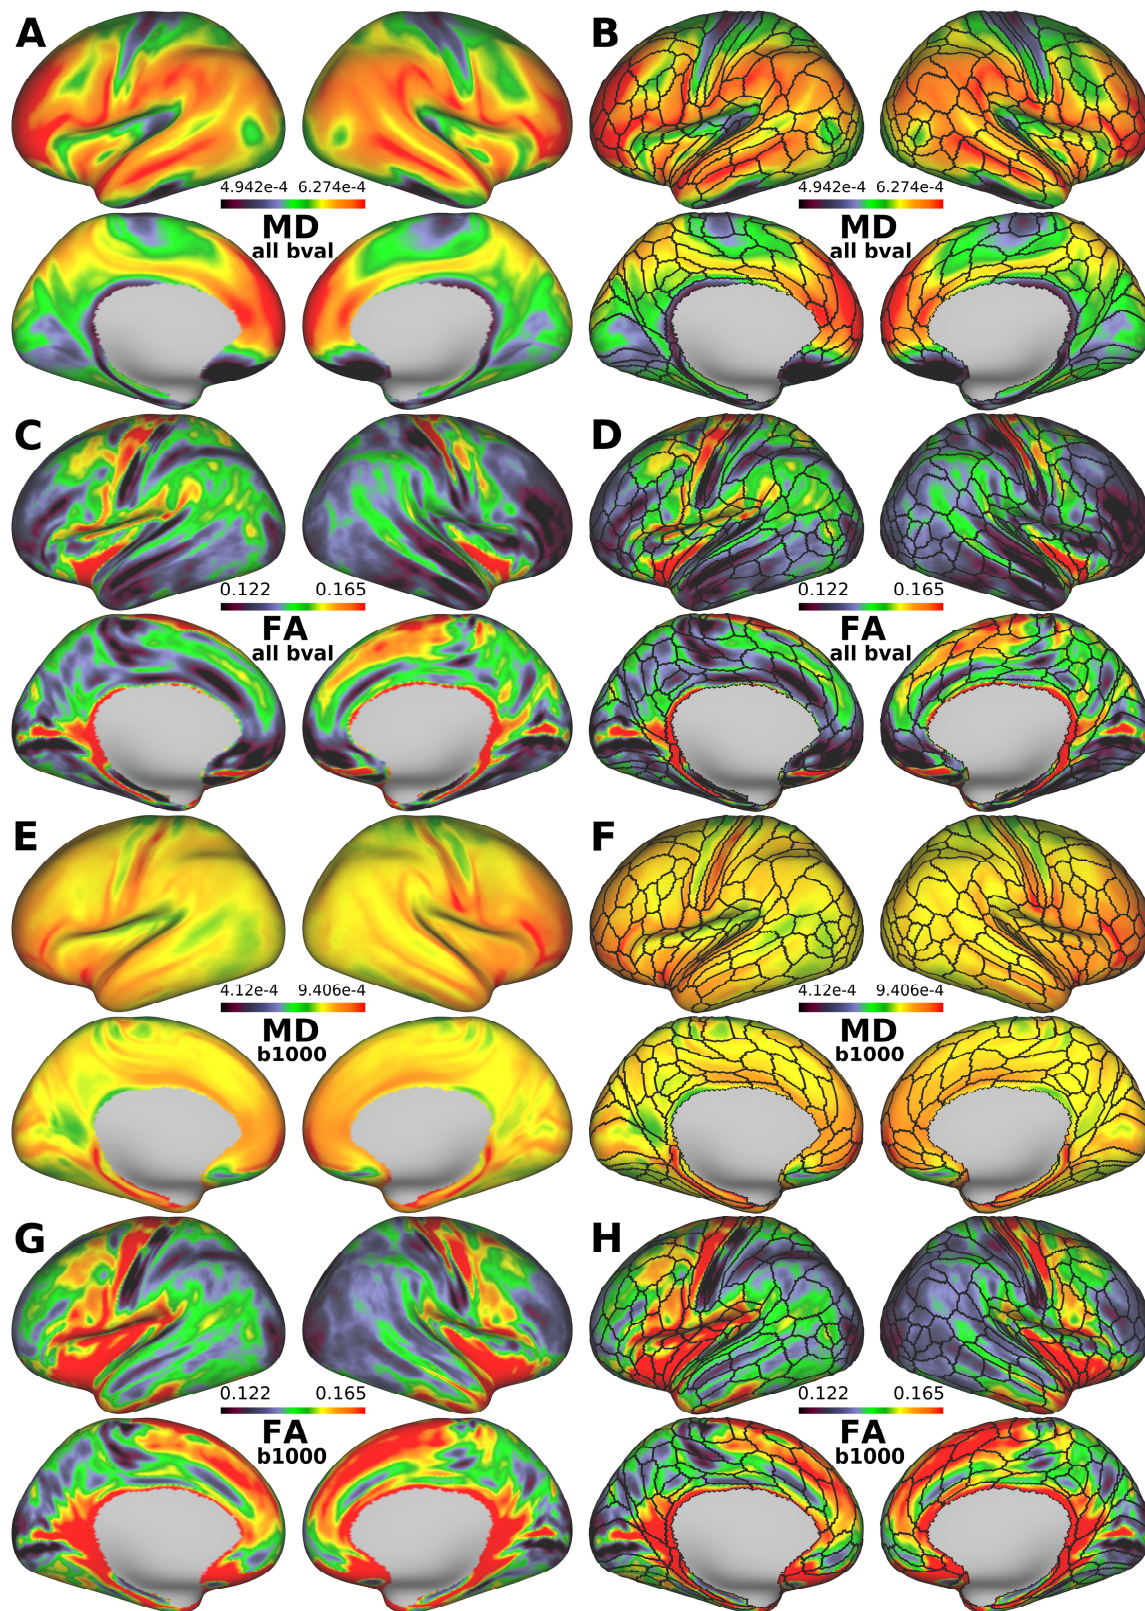 A
B
4.942e-4 6.274e-4
4.942e-4 6.274e-4
MD
all bval
MD
all bval
C
D
0.122 0.165
0.122 0.165
FA
all bval
FA
all bval
E
F
4.12e-4 9.406e-4
4.12e-4 9.406e-4
MD
b1000
MD
b1000
G
H
0.122 0.165
0.122 0.165
FA
b1000
FA
b1000